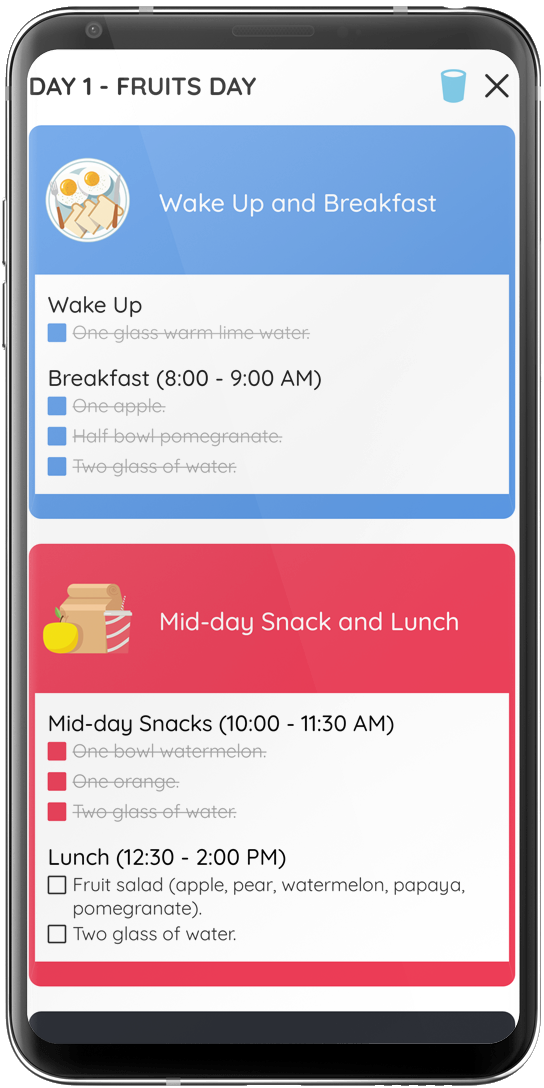 DAY 1 - FRUITS DAY
Wake Up and Breakfast
Wake Up
One glass warm lime water.
Breakfast (8:00 - 9:00 AM)
One apple.
Half bowl pomegranate.
Two glass of water.
Mid-day Snack and Lunch
Mid-day Snacks (10:00 - 11:30 AM)
One bowl watermelon.
One orange.
Two glass of water.
Lunch (12:30 - 2:00 PM)
Fruit salad (apple, pear, watermelon, papaya,
pomegranate).
Two glass of water.